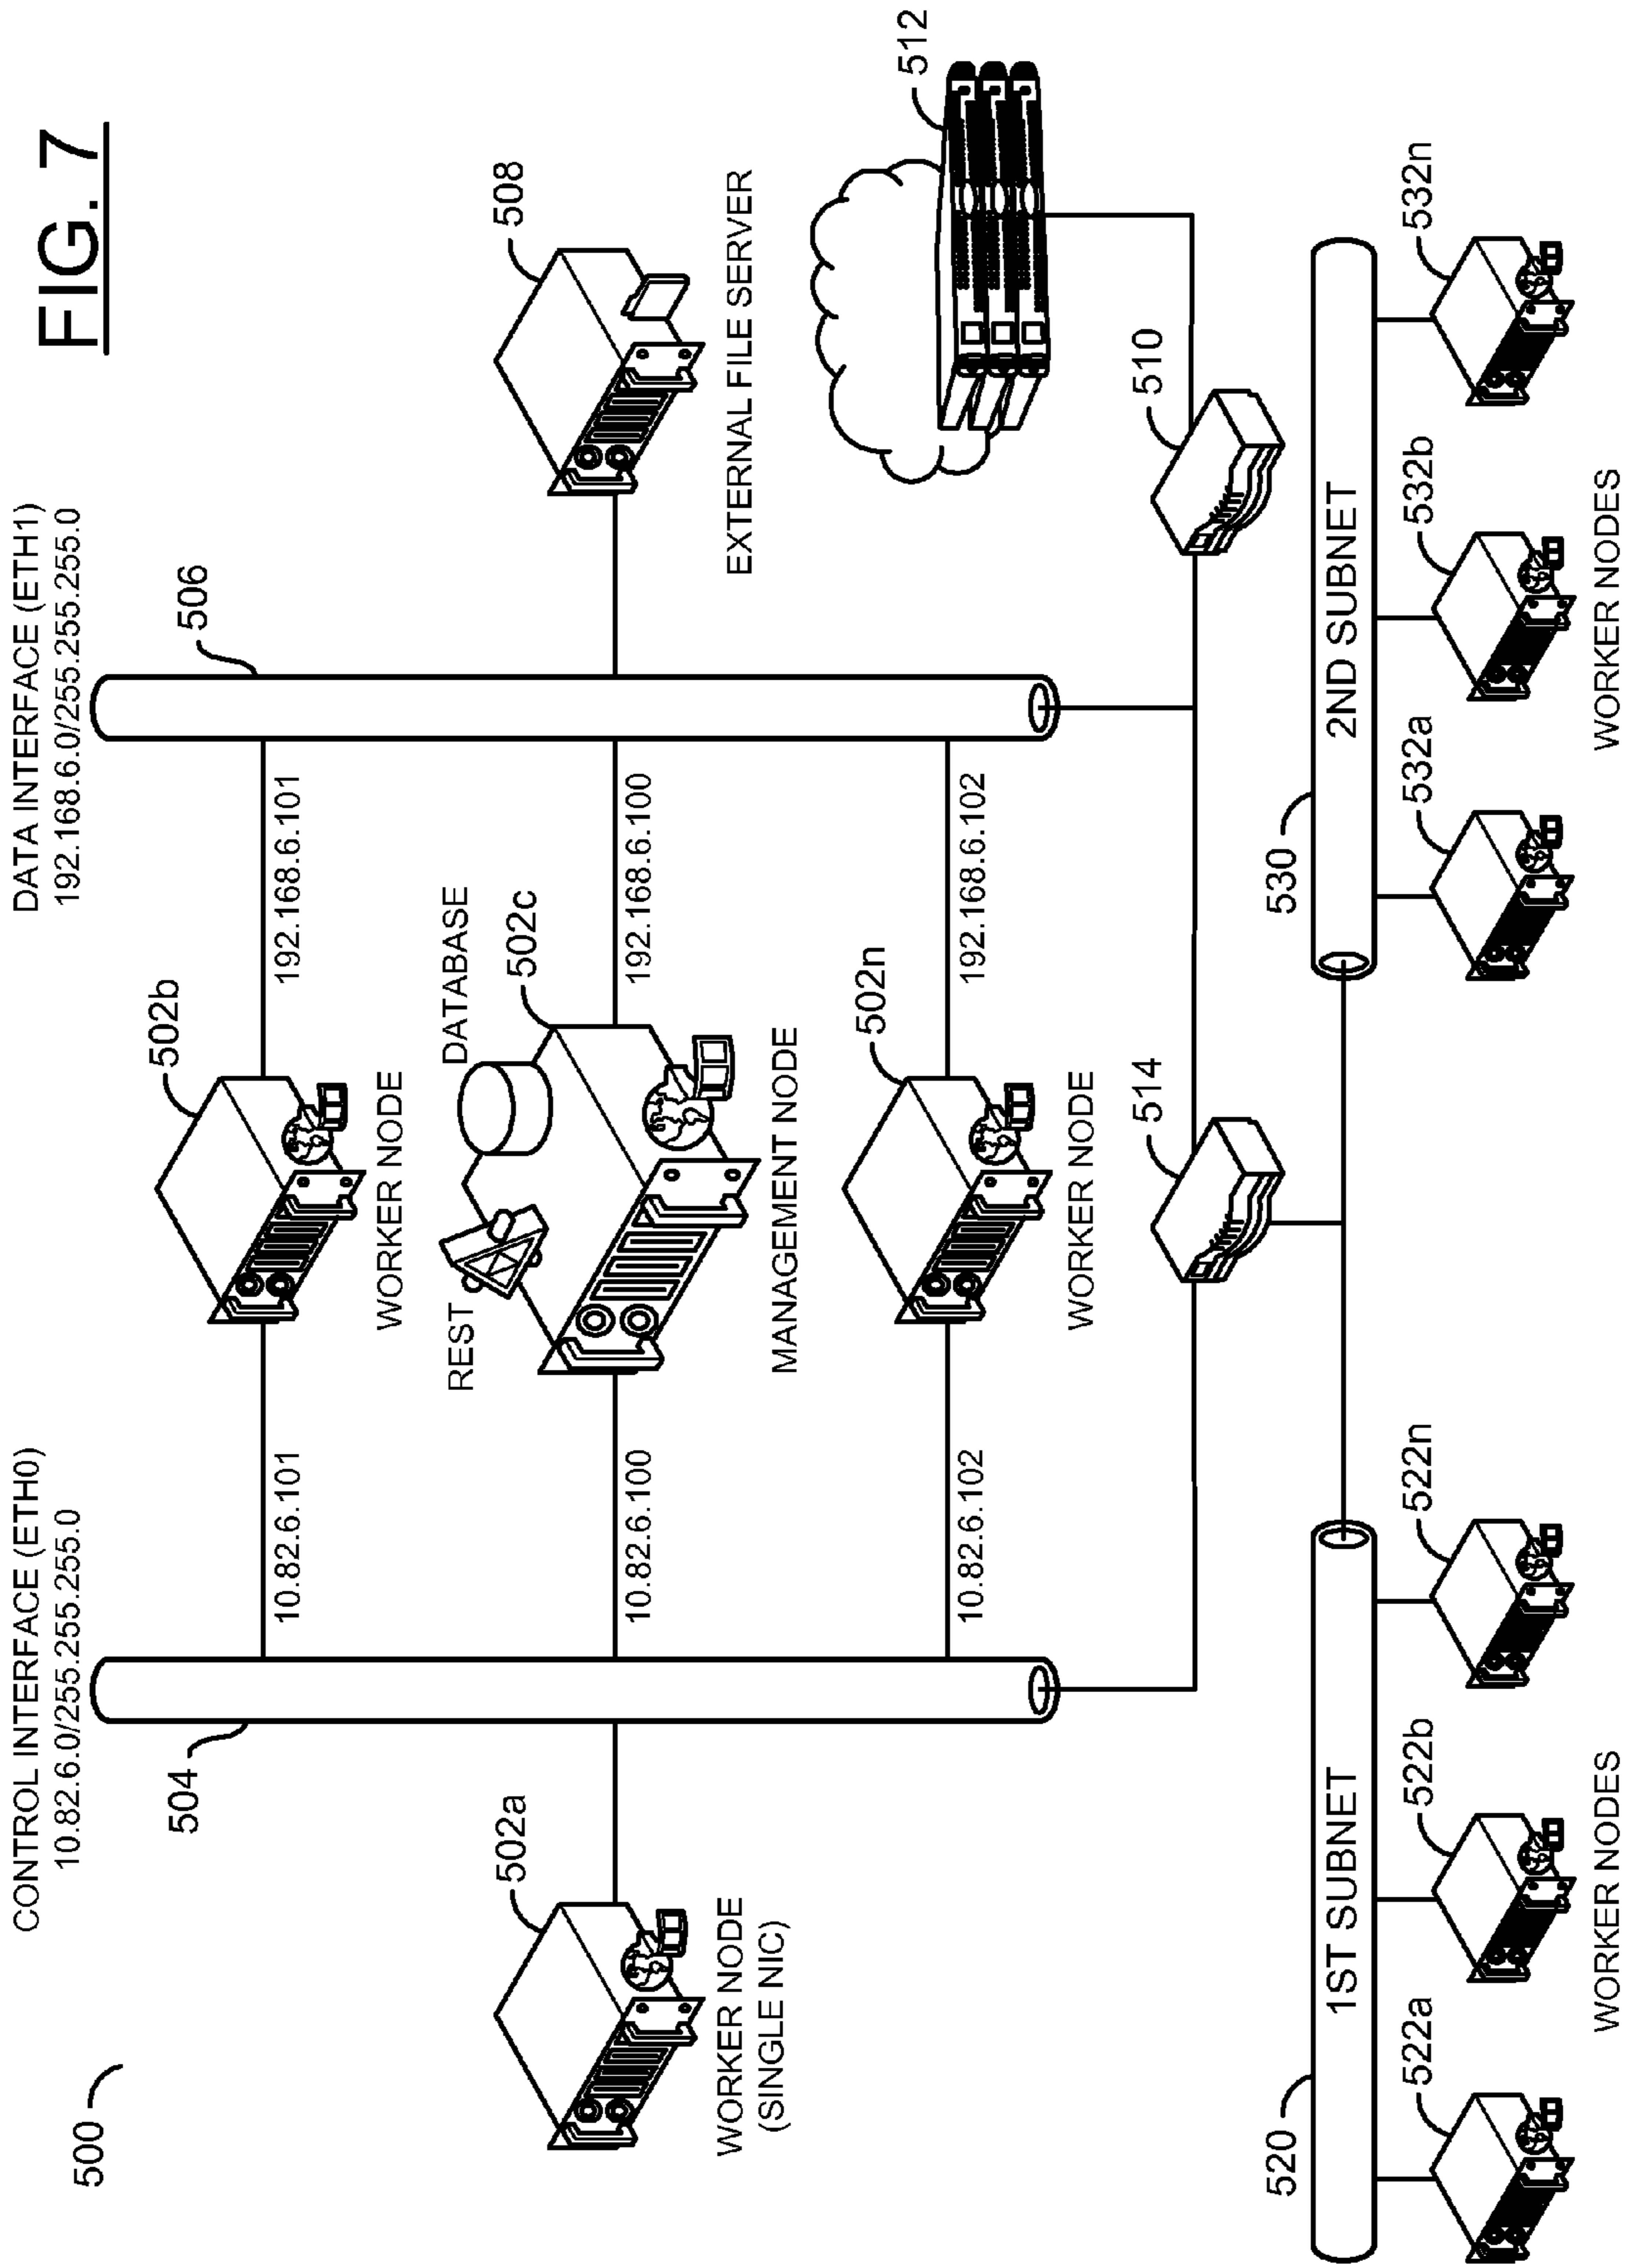 FIG. 7
500
CONTROL INTERFACE (ETH0)
10.82.6.0/255.255.255.0
DATA INTERFACE (ETH1)
192.168.6.0/255.255.255.0
504
506
502b
10.82.6.101
192.168.6.101
WORKER NODE
502a
WORKER NODE
(SINGLE NIC)
REST
DATABASE
502c
10.82.6.100
192.168.6.100
MANAGEMENT NODE
508
EXTERNAL FILE SERVER
502n
10.82.6.102
192.168.6.102
WORKER NODE
512
514
510
520
1ST SUBNET
530
2ND SUBNET
522a
522b
522n
532a
532b
532n
WORKER NODES
WORKER NODES